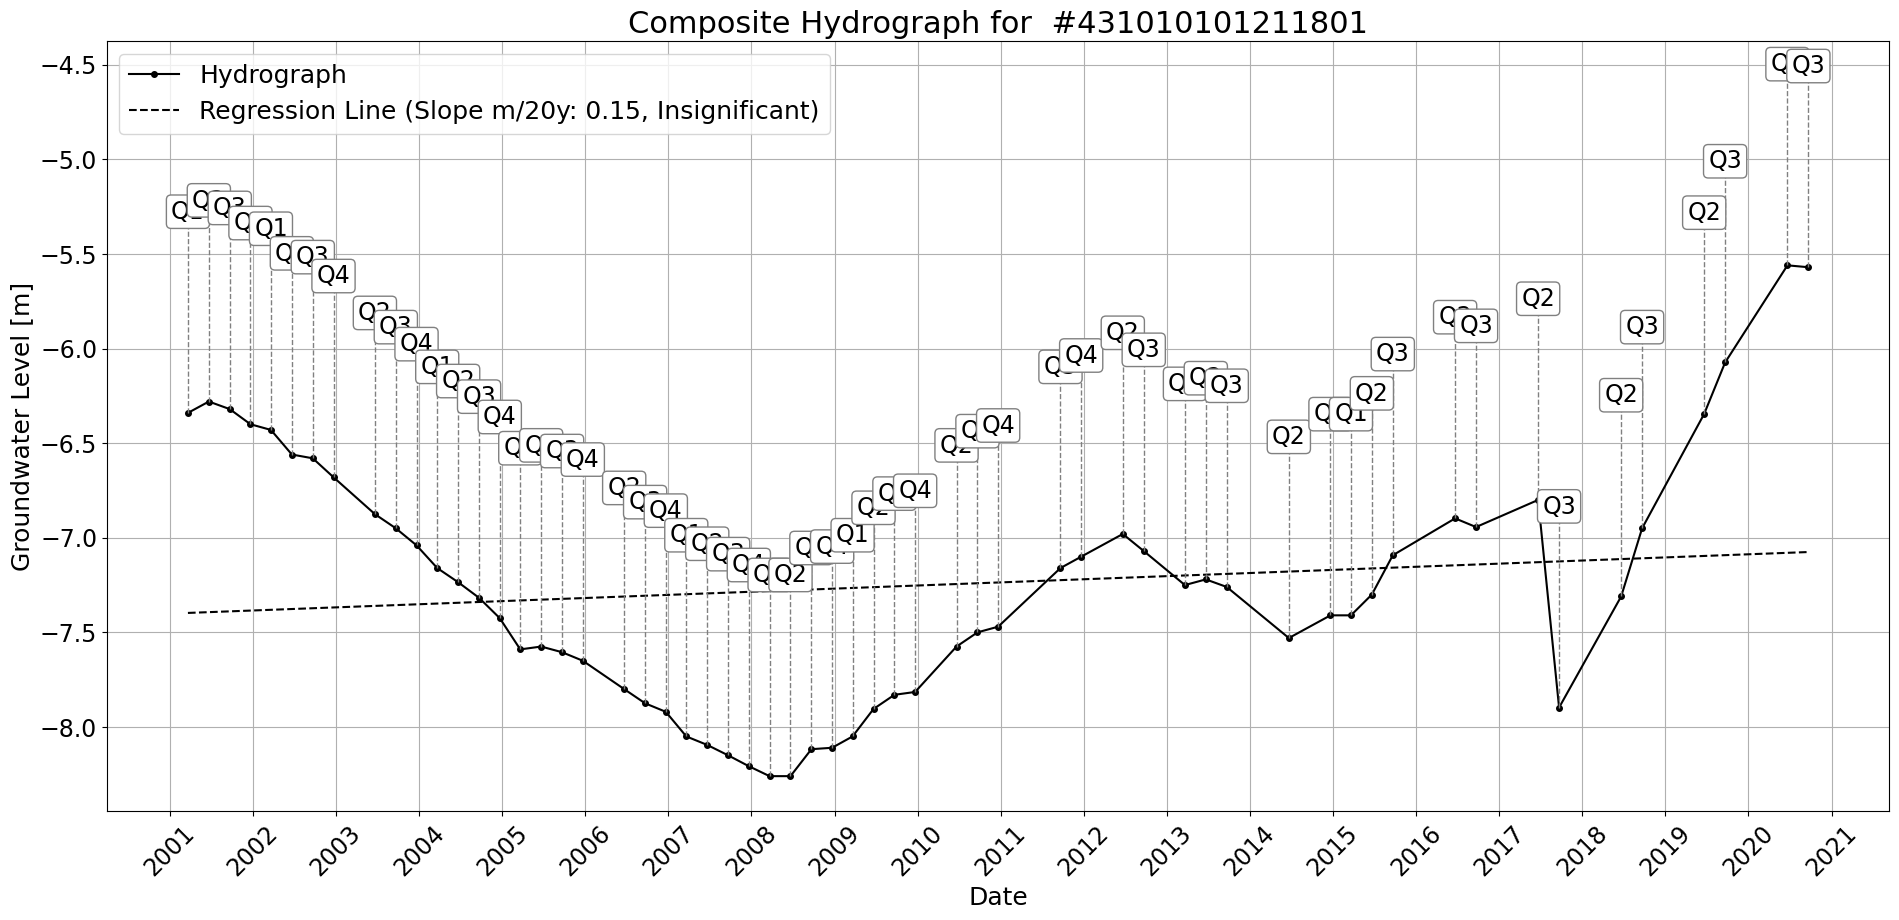 Composite Hydrograph for #431010101211801
Hydrograph
Regression Line (Slope m/20y: 0.15, Insignificant)
Groundwater Level [m]
−4.5
−5.0
−5.5
−6.0
−6.5
−7.0
−7.5
−8.0
Q3
Q1
Q3
Q4
Q2
Q3
Q4
Q2
Q3
Q4
Q4
Q2
Q4
Q4
Q2
Q4
Q1
Q4
Q4
Q4
Q2
Q3
Q3
Q2
Q1
Q2
Q3
Q3
Q2
Q3
Q2
Q3
Q2
Q3
Q3
2001
2002
2003
2004
2005
2006
2007
2008
2009
2010
2011
2012
2013
2014
2015
2016
2017
2018
2019
2020
2021
Date